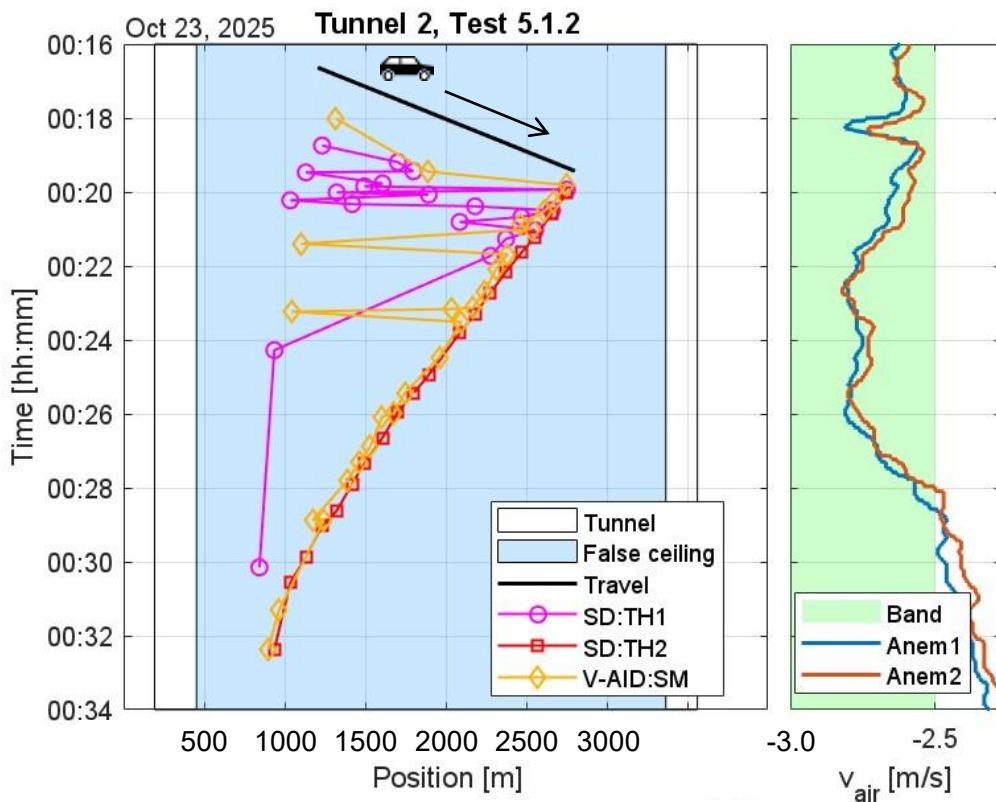 Oct 23, 2025
Tunnel 2, Test 5.1.2
Time [hh:mm]
00:16
00:18
00:20
00:22
00:24
00:26
00:28
00:30
00:32
00:34
500 1000 1500 2000 2500 3000
Position [m]
Tunnel
False ceiling
Travel
SD:TH1
SD:TH2
V-AID:SM
Band
Anem1
Anem2
-3.0 -2.5
v_air [m/s]